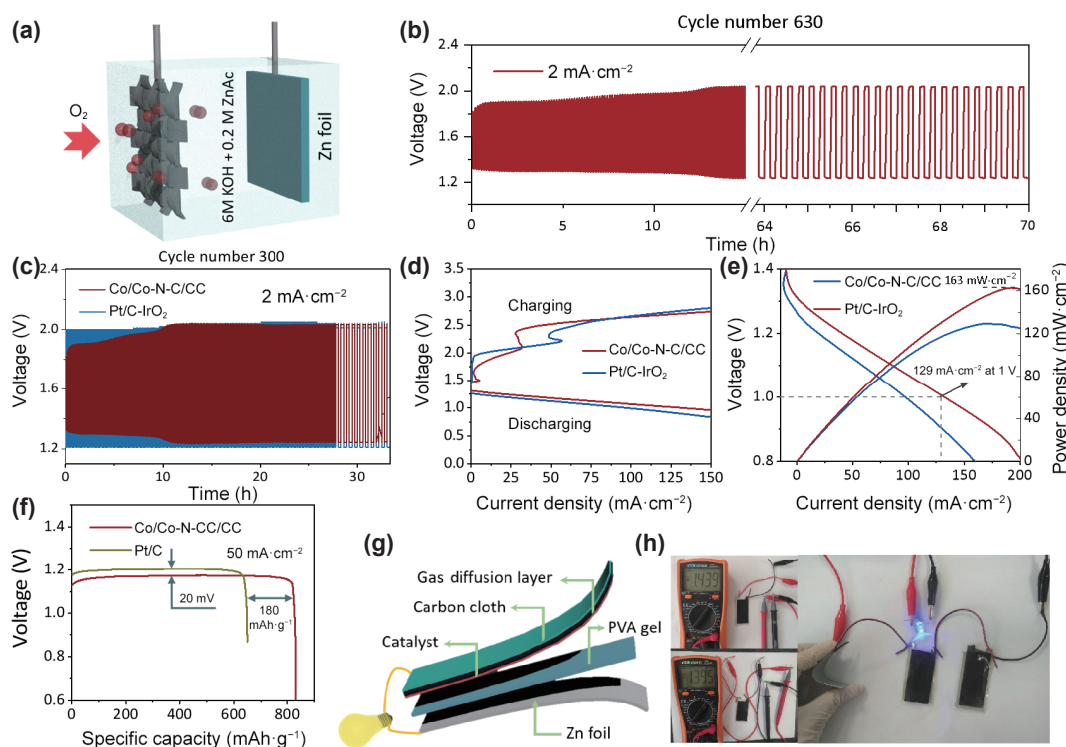 (a)
O₂
6M KOH + 0.2 M ZnAc
Zn foil
(b)
Cycle number 630
2 mA·cm⁻²
Voltage (V)
2.4
2.0
1.6
1.2
0
5
10
64
66
68
70
Time (h)
(c)
Cycle number 300
Co/Co-N-C/CC
Pt/C-IrO₂
2 mA·cm⁻²
Voltage (V)
2.4
2.0
1.6
1.2
0
10
20
30
Time (h)
(d)
Charging
Co/Co-N-C/CC
Pt/C-IrO₂
Discharging
Voltage (V)
3.5
3.0
2.5
2.0
1.5
1.0
0.5
0.0
0
25
50
75
100
125
150
Current density (mA·cm⁻²)
(e)
Co/Co-N-C/CC
Pt/C-IrO₂
163 mW·cm⁻²
129 mA·cm⁻² at 1 V
Voltage (V)
1.4
1.2
1.0
0.8
0
50
100
150
200
Current density (mA·cm⁻²)
160
120
80
40
0
Power density (mW·cm⁻²)
(f)
Co/Co-N-CC/CC
Pt/C
50 mA·cm⁻²
20 mV
180
mAh·g⁻¹
Voltage (V)
1.4
1.2
1.0
0.8
0.6
0
200
400
600
800
Specific capacity (mAh·g⁻¹)
(g)
Gas diffusion layer
Carbon cloth
Catalyst
PVA gel
Zn foil
(h)
1.439
1.395